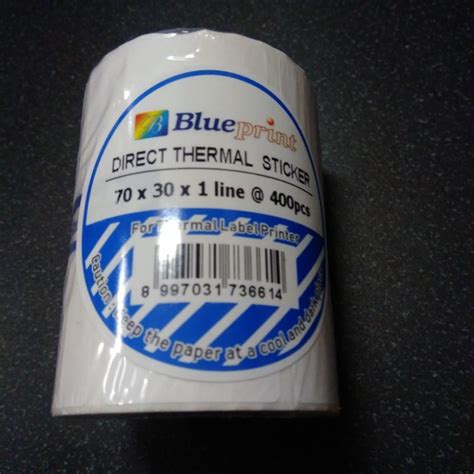 B Blueprint
DIRECT THERMAL STICKER
70 x 30 x 1 line @ 400pcs
For Thermal Label Printer
8 997031 736614
Caution : Keep the paper at a cool and dark